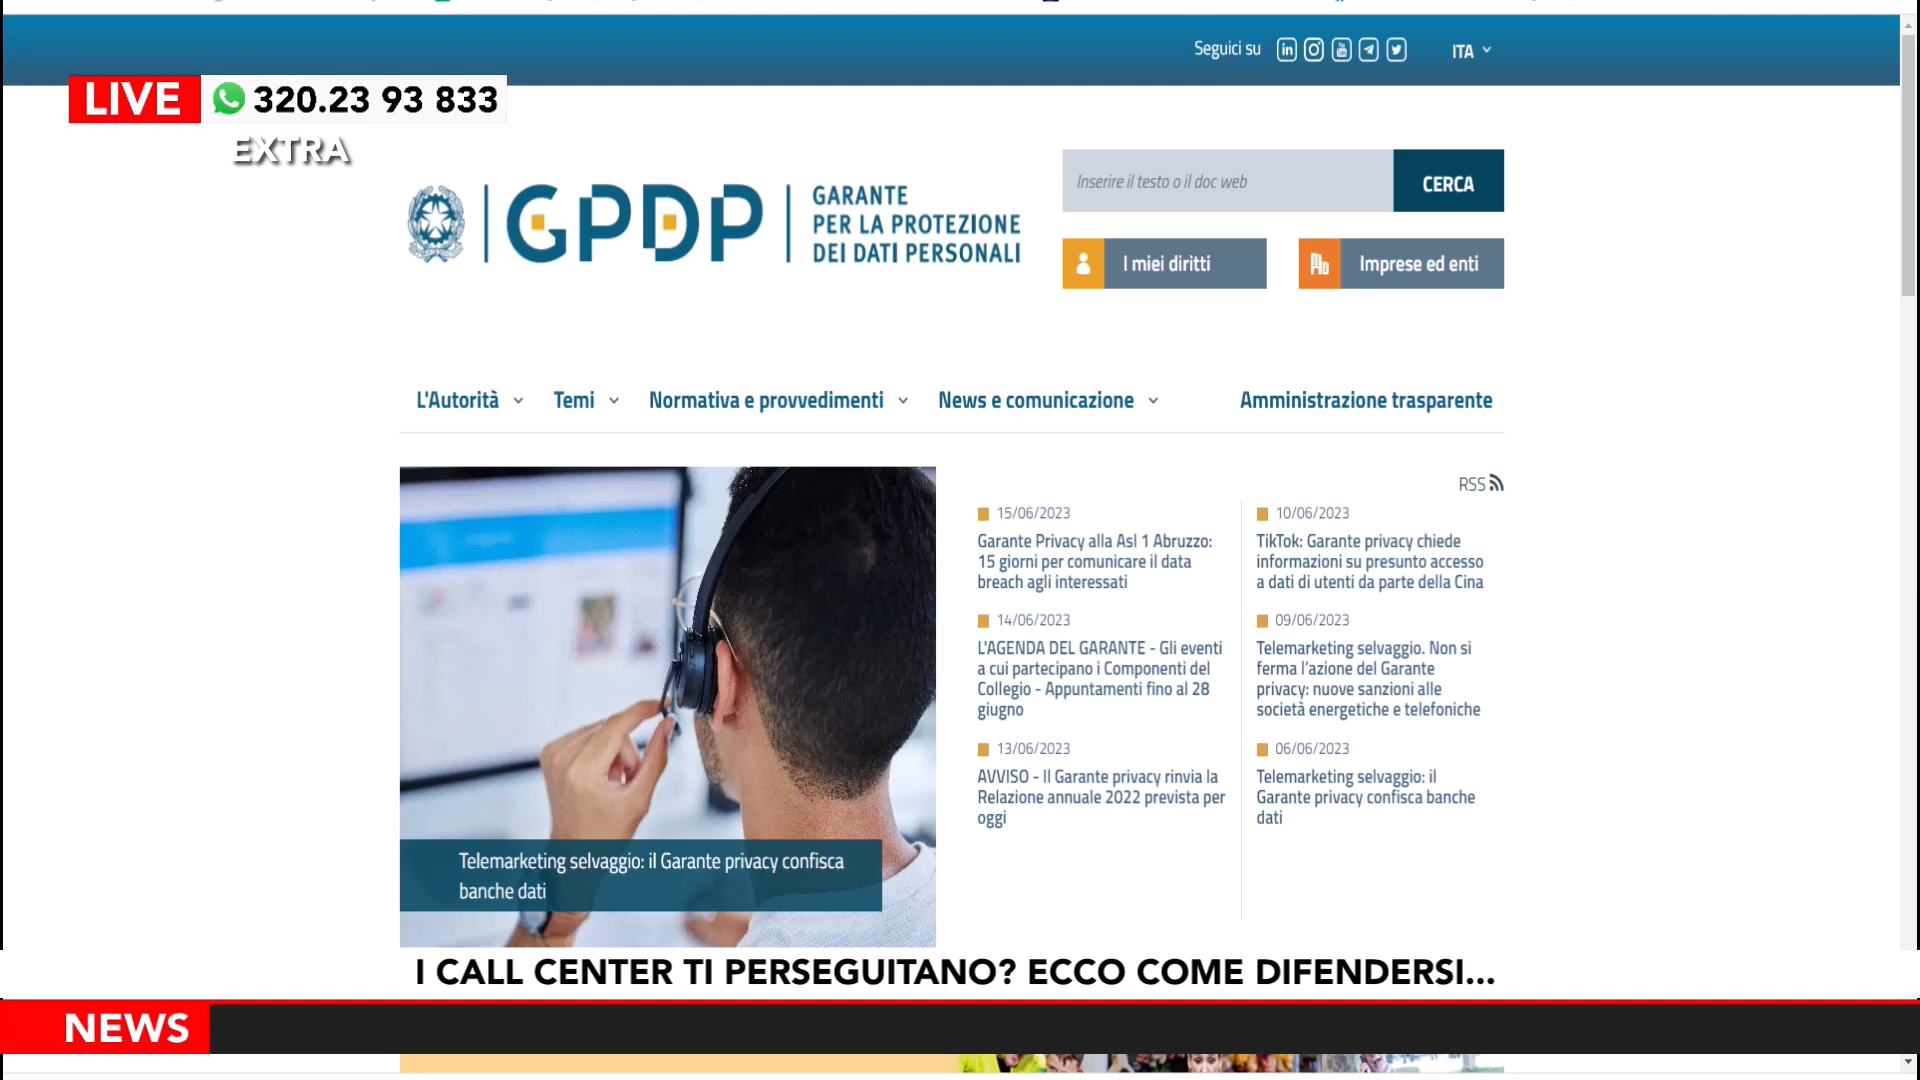 Seguici su
ITA
LIVE 320.23 93 833
EXTRA
GPDP
GARANTE
PER LA PROTEZIONE
DEI DATI PERSONALI
Inserire il testo o il doc web
CERCA
I miei diritti
Imprese ed enti
L'Autorità
Temi
Normativa e provvedimenti
News e comunicazione
Amministrazione trasparente
Telemarketing selvaggio: il Garante privacy confisca
banche dati
RSS
15/06/2023
Garante Privacy alla Asl 1 Abruzzo:
15 giorni per comunicare il data
breach agli interessati
14/06/2023
L'AGENDA DEL GARANTE - Gli eventi
a cui partecipano i Componenti del
Collegio - Appuntamenti fino al 28
giugno
13/06/2023
AVVISO - Il Garante privacy rinvia la
Relazione annuale 2022 prevista per
oggi
10/06/2023
TikTok: Garante privacy chiede
informazioni su presunto accesso
a dati di utenti da parte della Cina
09/06/2023
Telemarketing selvaggio. Non si
ferma l'azione del Garante
privacy: nuove sanzioni alle
società energetiche e telefoniche
06/06/2023
Telemarketing selvaggio: il
Garante privacy confisca banche
dati
I CALL CENTER TI PERSEGUITANO? ECCO COME DIFENDERSI...
NEWS